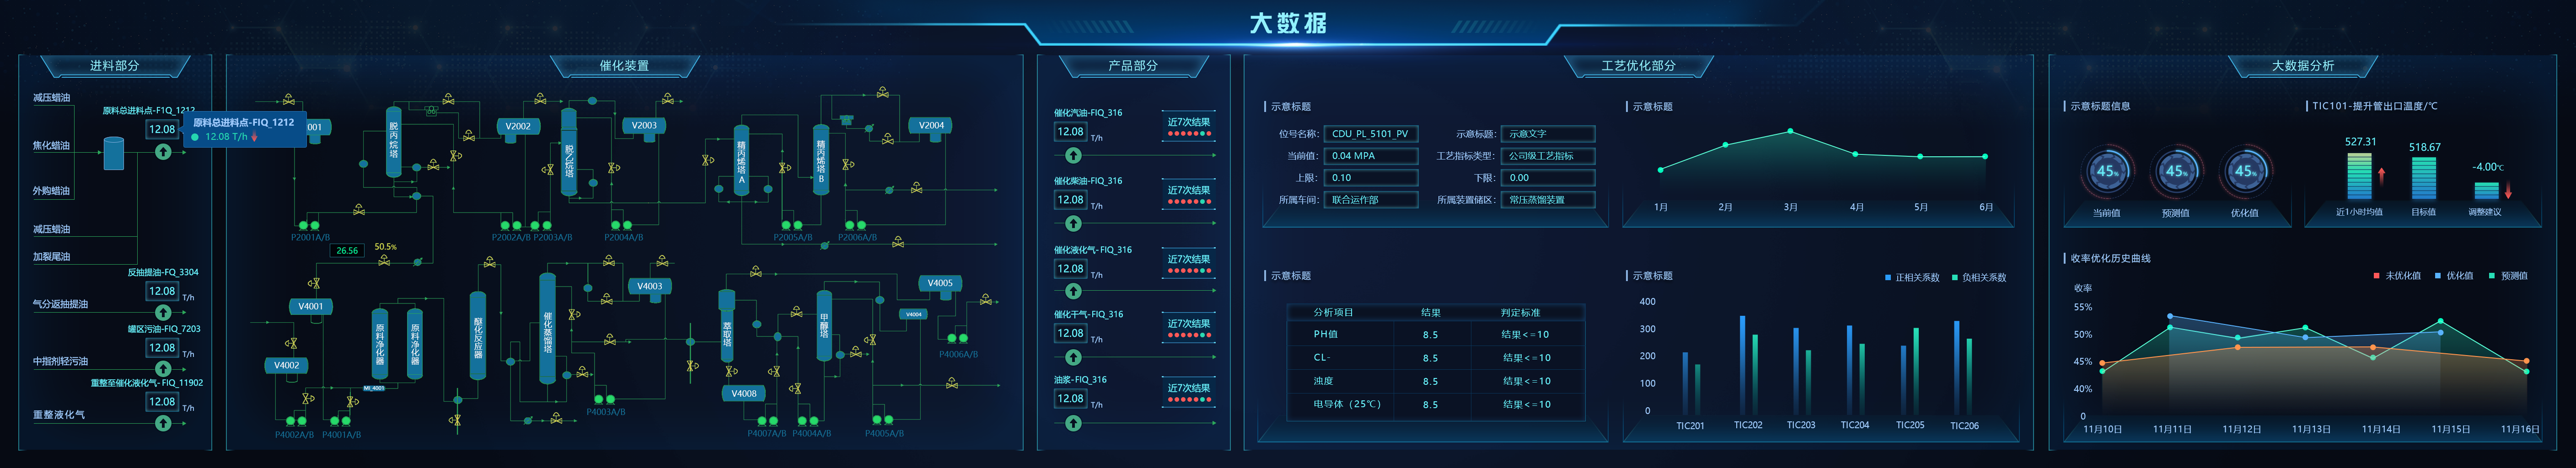 大数据
进料部分
减压蜡油
原料总进料点-F1Q_1212
12.08
原料总进料点-FIQ_1212
12.08 T/h
焦化蜡油
外购蜡油
减压蜡油
加裂尾油
反抽提油-FQ_3304
12.08
T/h
气分返抽提油
罐区污油-FIQ_7203
12.08
T/h
中指剂轻污油
重整至催化液化气-FIQ_11902
12.08
T/h
重整液化气
催化装置
001
脱丙烷塔
V2002
脱乙烷塔
V2003
精丙烯塔A
精丙烯塔B
V2004
P2001A/B
P2002A/B
P2003A/B
P2004A/B
P2005A/B
P2006A/B
26.56
50.5%
V4001
V4002
原料净化器
原料净化器
MI_4001
醚化反应器
催化蒸馏塔
V4003
萃取塔
甲醇塔
V4005
V4004
V4008
P4006A/B
P4002A/B
P4001A/B
P4003A/B
P4007A/B
P4004A/B
P4005A/B
产品部分
催化汽油-FIQ_316
12.08
T/h
近7次结果
催化柴油-FIQ_316
12.08
T/h
近7次结果
催化液化气-FIQ_316
12.08
T/h
近7次结果
催化干气-FIQ_316
12.08
T/h
近7次结果
油浆-FIQ_316
12.08
T/h
近7次结果
工艺优化部分
示意标题
位号名称: CDU_PL_5101_PV
示意标题: 示意文字
当前值: 0.04 MPA
工艺指标类型: 公司级工艺指标
上限: 0.10
下限: 0.00
所属车间: 联合运作部
所属装置储区: 常压蒸馏装置
示意标题
1月 2月 3月 4月 5月 6月
示意标题
分析项目 结果 判定标准
PH值 8.5 结果<=10
CL- 8.5 结果<=10
浊度 8.5 结果<=10
电导体（25℃） 8.5 结果<=10
示意标题
正相关系数 负相关系数
400
300
200
100
0
TIC201 TIC202 TIC203 TIC204 TIC205 TIC206
大数据分析
示意标题信息
45% 45% 45%
当前值 预测值 优化值
TIC101-提升管出口温度/℃
527.31
518.67
-4.00℃
近1小时均值 目标值 调整建议
收率优化历史曲线
未优化值 优化值 预测值
收率
55%
50%
45%
40%
0
11月10日 11月11日 11月12日 11月13日 11月14日 11月15日 11月16日